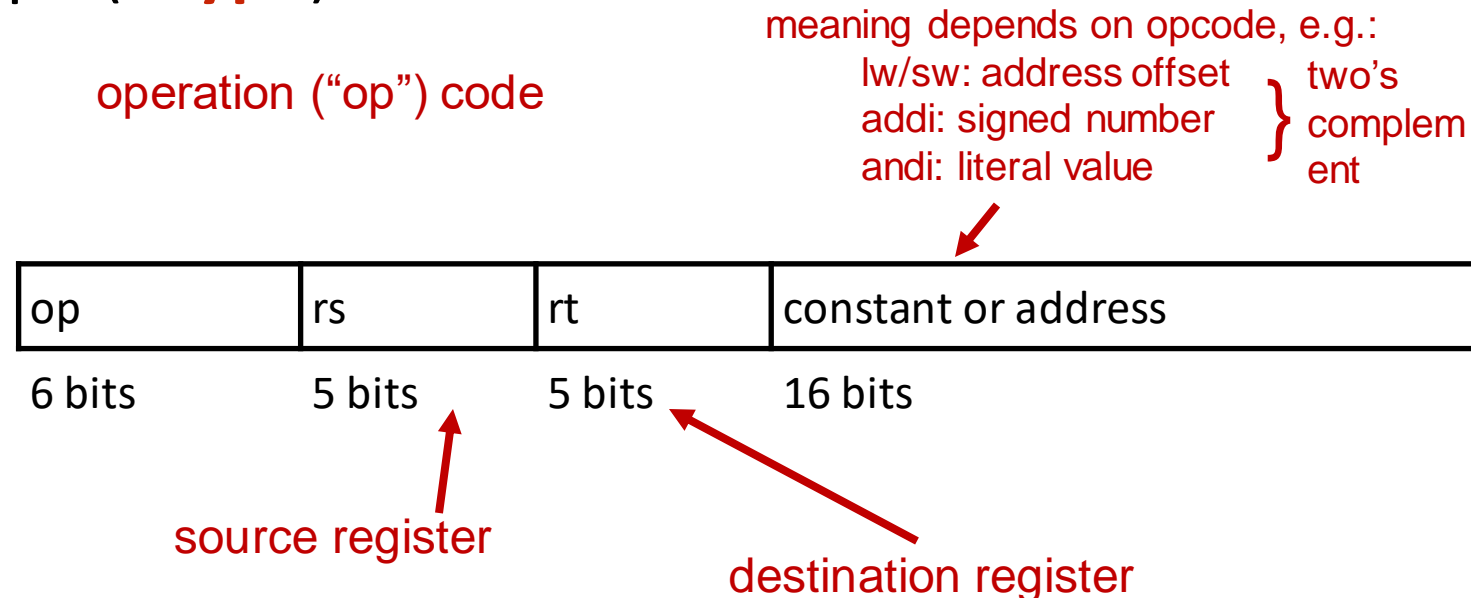 meaning depends on opcode, e.g.:
operation (“op”) code
lw/sw: address offset
addi: signed number
andi: literal value
} two’s
complem
ent
op rs rt constant or address
6 bits 5 bits 5 bits 16 bits
source register
destination register